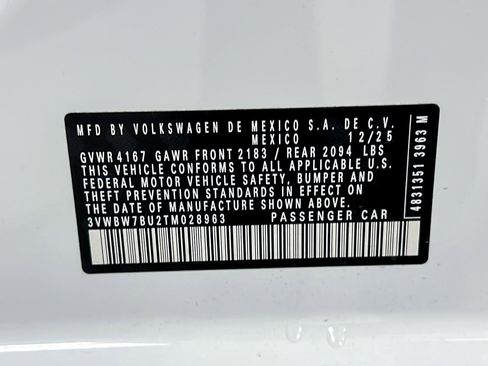 MFD BY VOLKSWAGEN DE MEXICO S.A. DE C.V.
MEXICO 12/25
GVWR 4167 GAWR FRONT 2183 / REAR 2094 LBS
THIS VEHICLE CONFORMS TO ALL APPLICABLE U.S.
FEDERAL MOTOR VEHICLE SAFETY, BUMPER AND
THEFT PREVENTION STANDARDS IN EFFECT ON
THE DATE OF MANUFACTURE SHOWN ABOVE.
3VWBW7BU2TM028963 PASSENGER CAR
4831351 3963 M